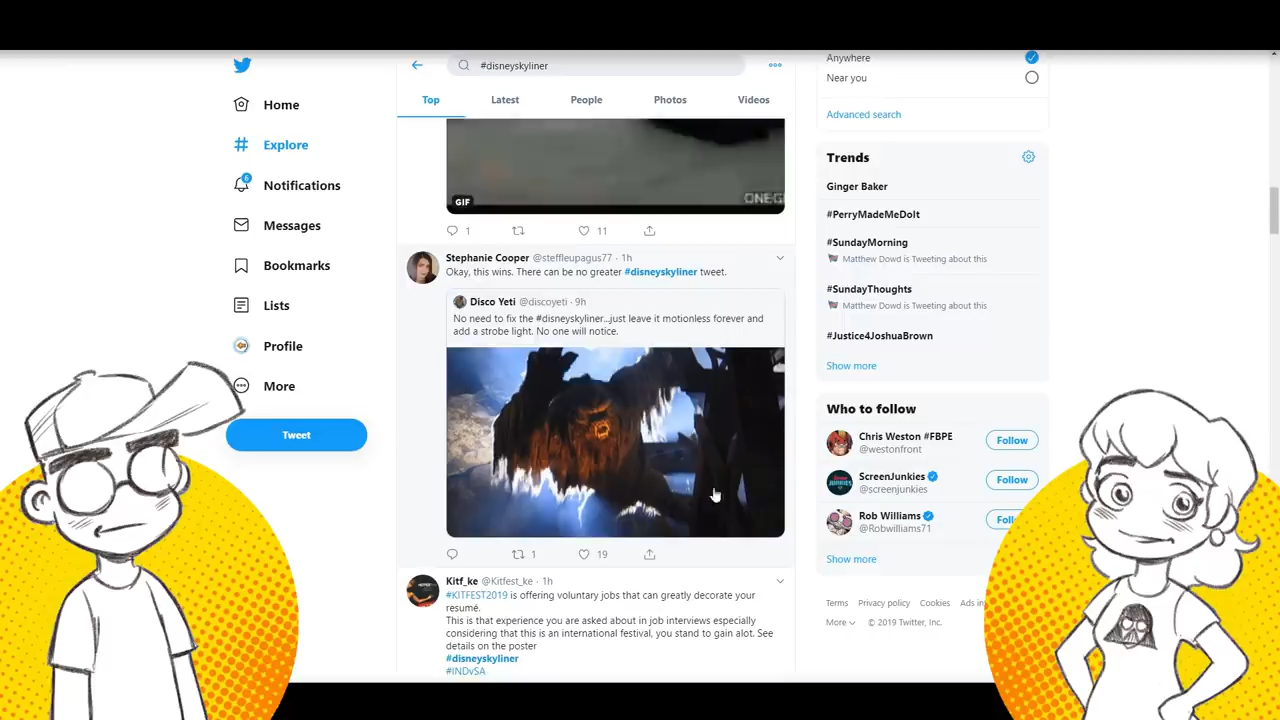 #disneyskyliner
Top
Latest
People
Photos
Videos
Home
Explore
6
Notifications
Messages
Bookmarks
Lists
Profile
More
Tweet
GIF
ONE
1
11
Stephanie Cooper @steffleupagus77 · 1h
Okay, this wins. There can be no greater #disneyskyliner tweet.
Disco Yeti @discoyeti · 9h
No need to fix the #disneyskyliner...just leave it motionless forever and
add a strobe light. No one will notice.
1
19
Kitf_ke @Kitfest_ke · 1h
#KITFEST2019 is offering voluntary jobs that can greatly decorate your
resumé.
This is that experience you are asked about in job interviews especially
considering that this is an international festival, you stand to gain alot. See
details on the poster
#disneyskyliner
#INDvSA
Anywhere
Near you
Advanced search
Trends
Ginger Baker
#PerryMadeMeDoIt
#SundayMorning
Matthew Dowd is Tweeting about this
#SundayThoughts
Matthew Dowd is Tweeting about this
#Justice4JoshuaBrown
Show more
Who to follow
Chris Weston #FBPE
@westonfront
Follow
ScreenJunkies
@screenjunkies
Follow
Rob Williams
@Robwilliams71
Foll
Show more
Terms Privacy policy Cookies Ads in
More © 2019 Twitter, Inc.